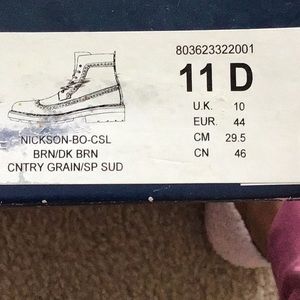 803623322001
11 D
U.K. 10
EUR. 44
CM 29.5
CN 46
NICKSON-BO-CSL
BRN/DK BRN
CNTRY GRAIN/SP SUD